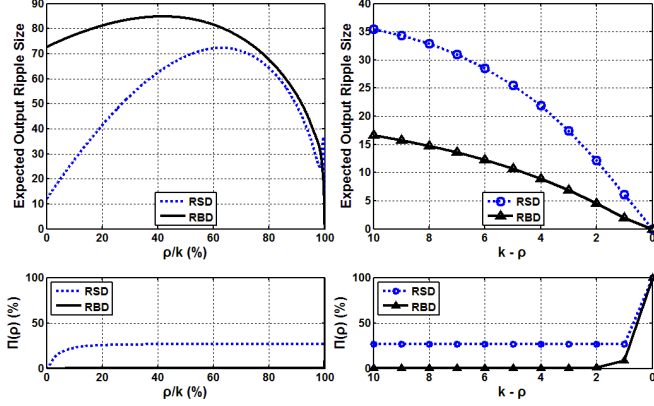 Expected Output Ripple Size
90
80
70
60
50
40
30
20
10
0
RSD
RBD
0 20 40 60 80 100
ρ/k (%)
Expected Output Ripple Size
40
35
30
25
20
15
10
5
0
RSD
RBD
10 8 6 4 2 0
k - ρ
Π(ρ) (%)
100
50
0
RSD
RBD
0 20 40 60 80 100
ρ/k (%)
Π(ρ) (%)
100
50
0
RSD
RBD
10 8 6 4 2 0
k - ρ